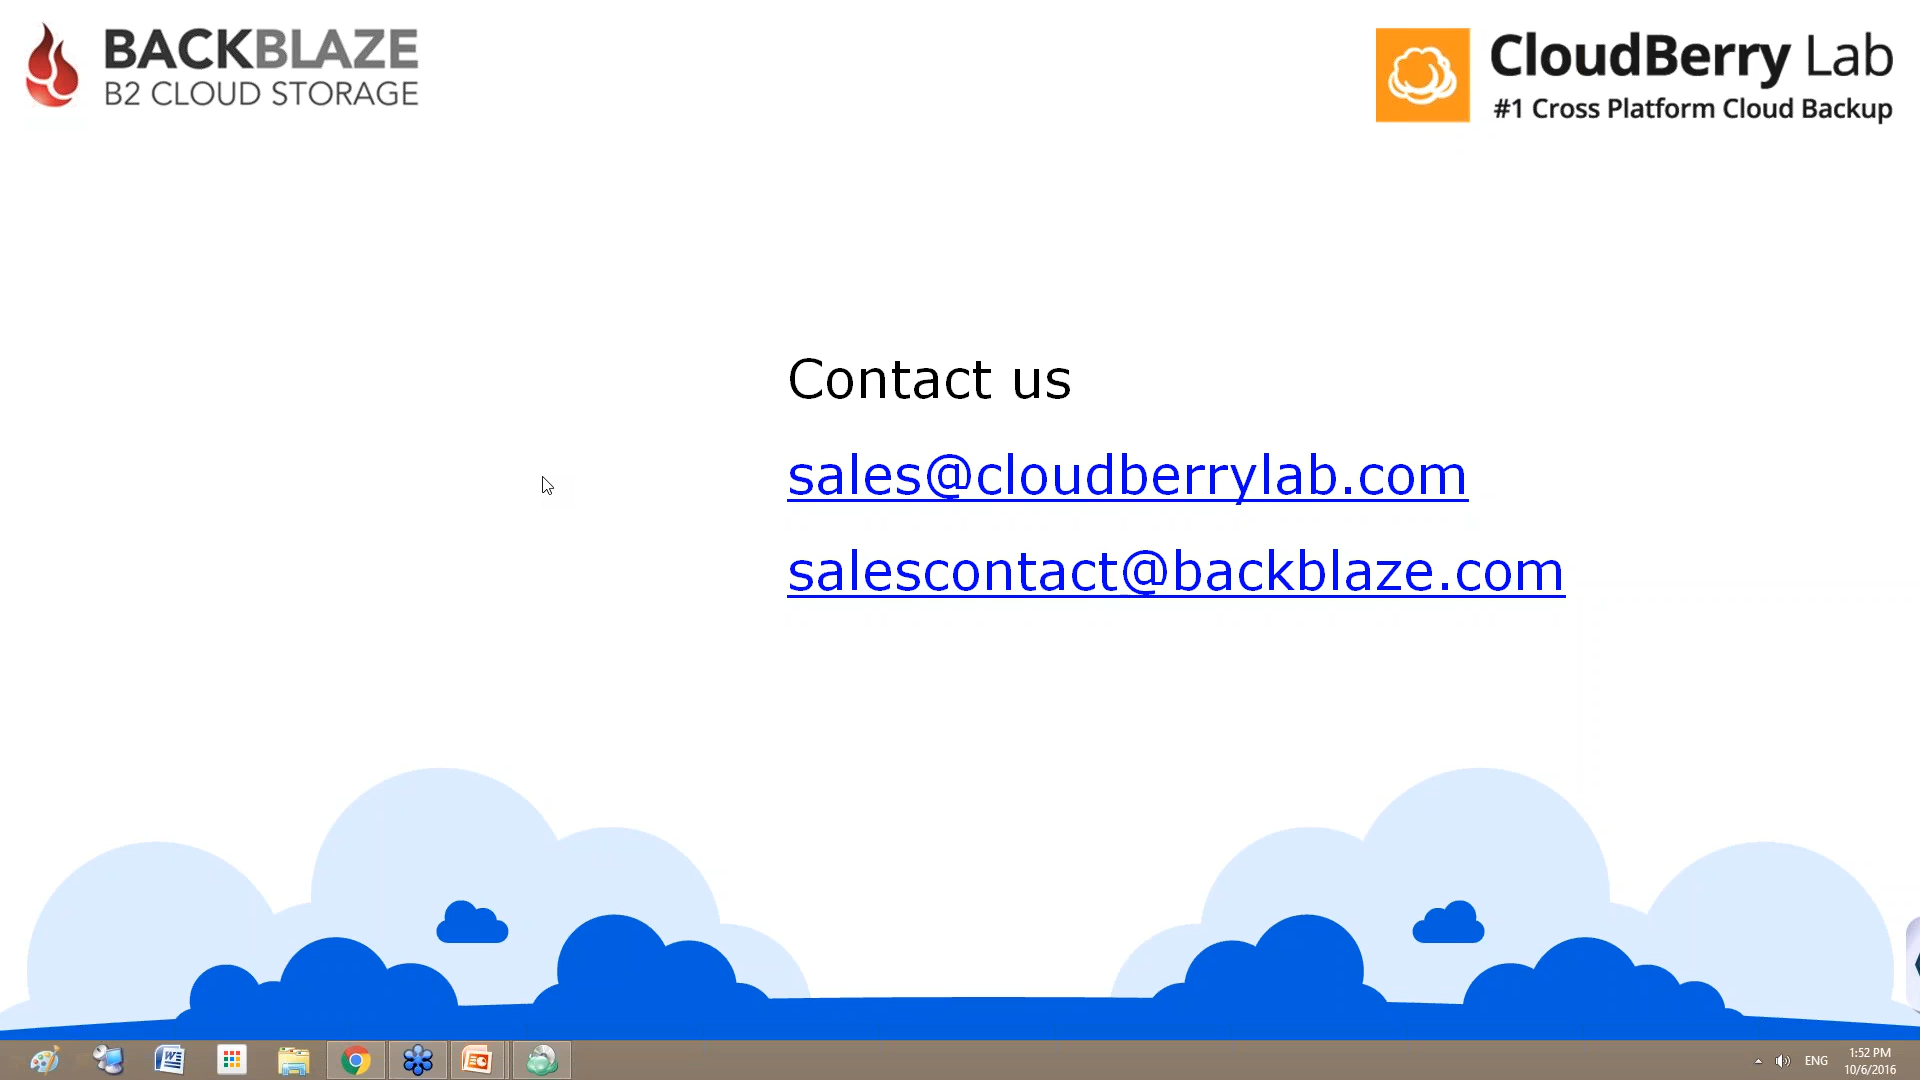 BACKBLAZE
B2 CLOUD STORAGE
CloudBerry Lab
#1 Cross Platform Cloud Backup
Contact us
sales@cloudberrylab.com
salescontact@backblaze.com
ENG
1:52 PM
10/6/2016